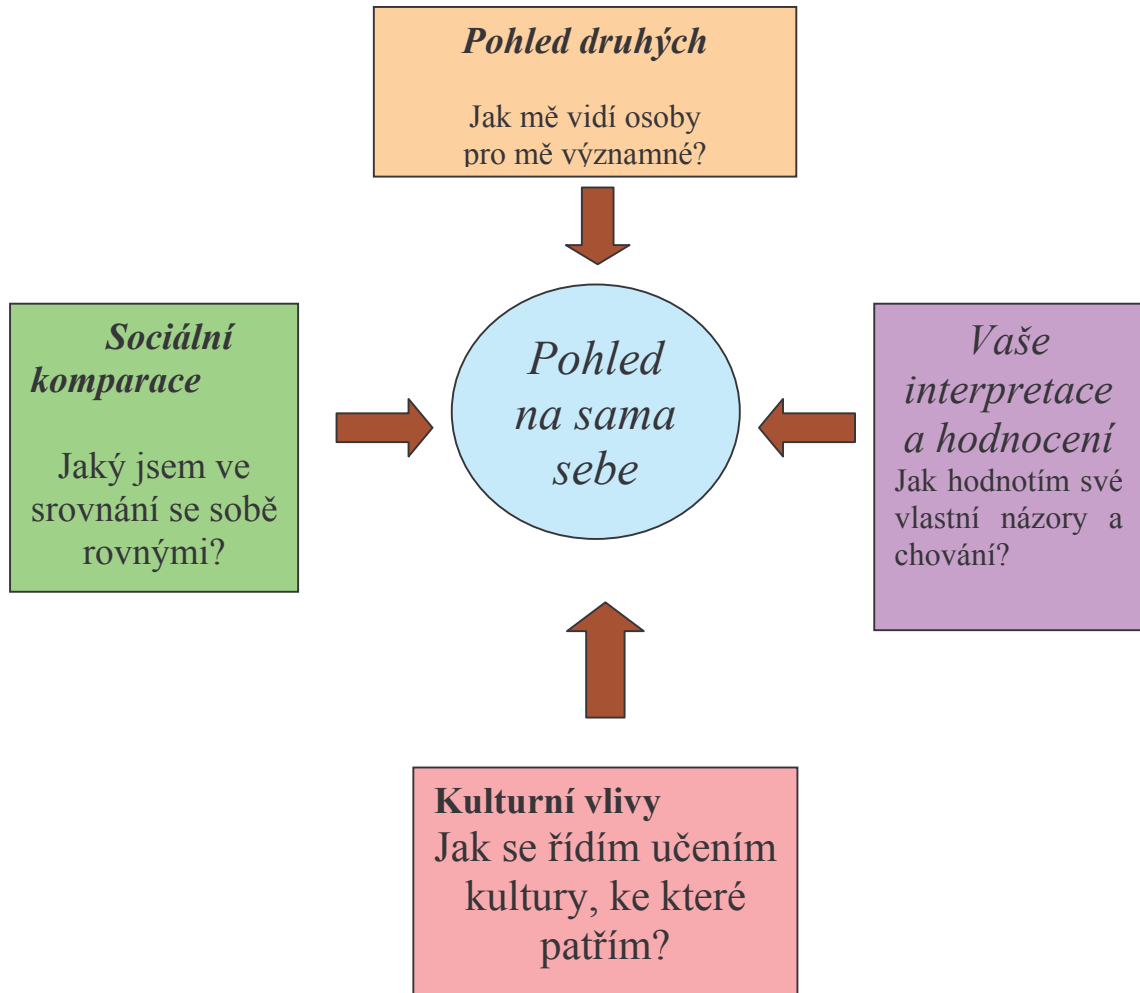 Pohled druhých
Jak mě vidí osoby
pro mě významné?
Sociální
komparace
Jaký jsem ve
srovnání se sobě
rovnými?
Pohled
na sama
sebe
Vaše
interpretace
a hodnocení
Jak hodnotím své
vlastní názory a
chování?
Kulturní vlivy
Jak se řídím učením
kultury, ke které
patřím?